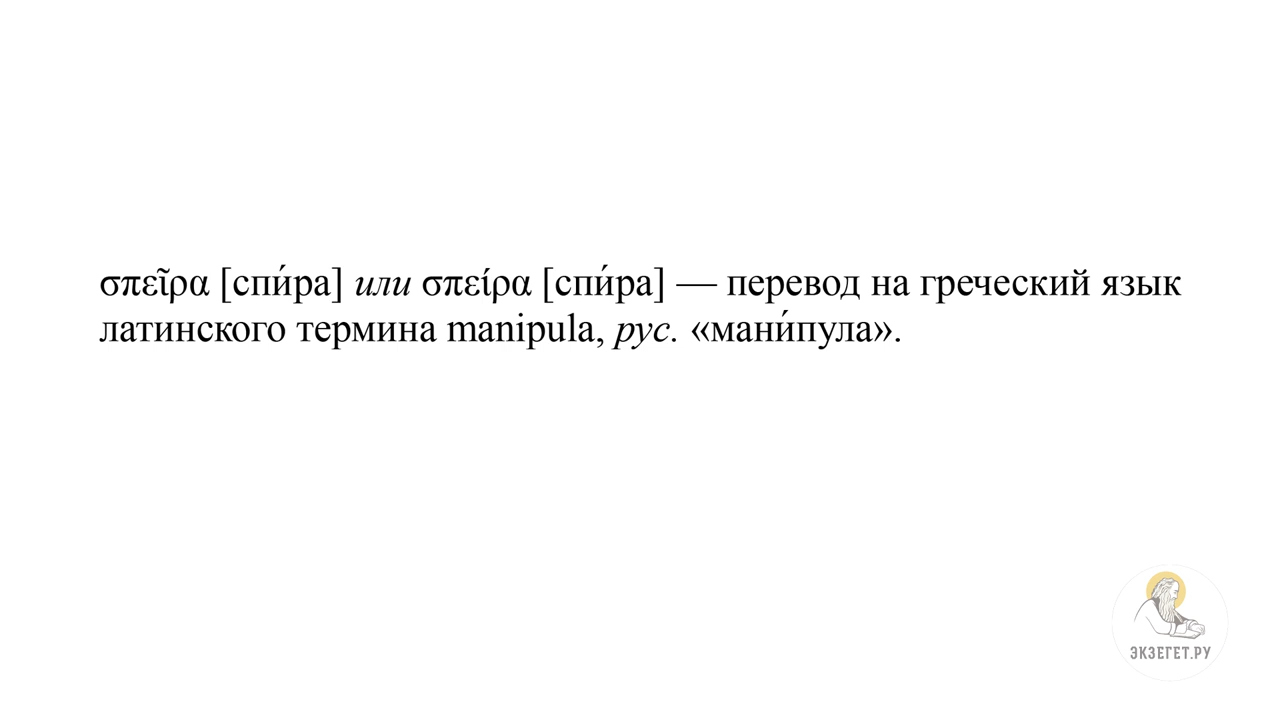 σπεῖρα [спи́ра] или σπείρα [спи́ра] — перевод на греческий язык
латинского термина manipula, рус. «мани́пула».
ЭКЗЕГЕТ.РУ